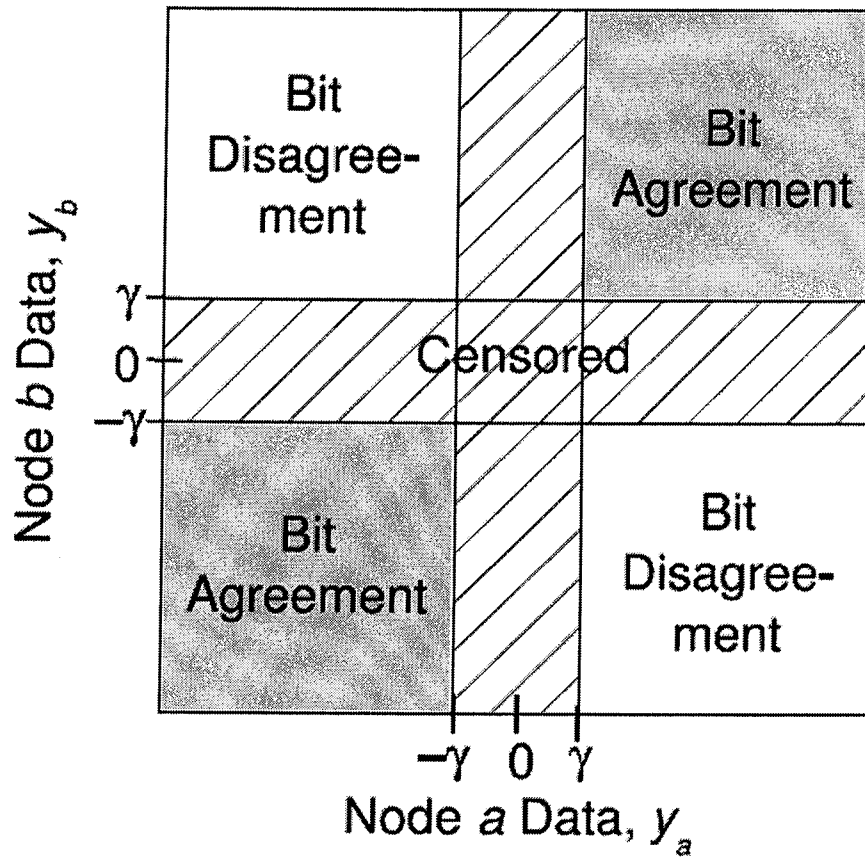 Bit
Disagree-
ment
Bit
Agreement
γ
0
−γ
Censored
Node b Data, y_b
Bit
Agreement
Bit
Disagree-
ment
−γ 0 γ
Node a Data, y_a